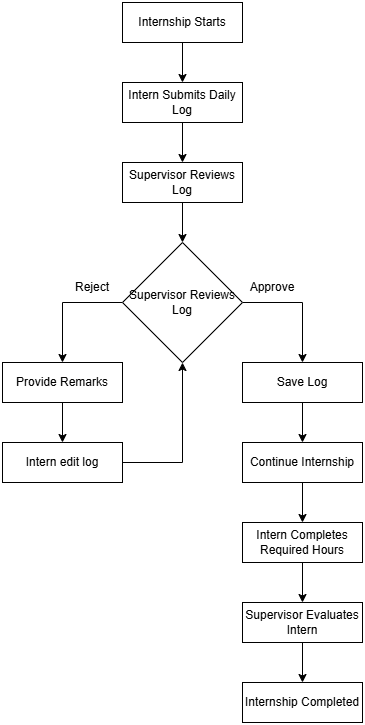 Internship Starts
Intern Submits Daily
Log
Supervisor Reviews
Log
Supervisor Reviews
Log
Reject
Approve
Provide Remarks
Save Log
Intern edit log
Continue Internship
Intern Completes
Required Hours
Supervisor Evaluates
Intern
Internship Completed